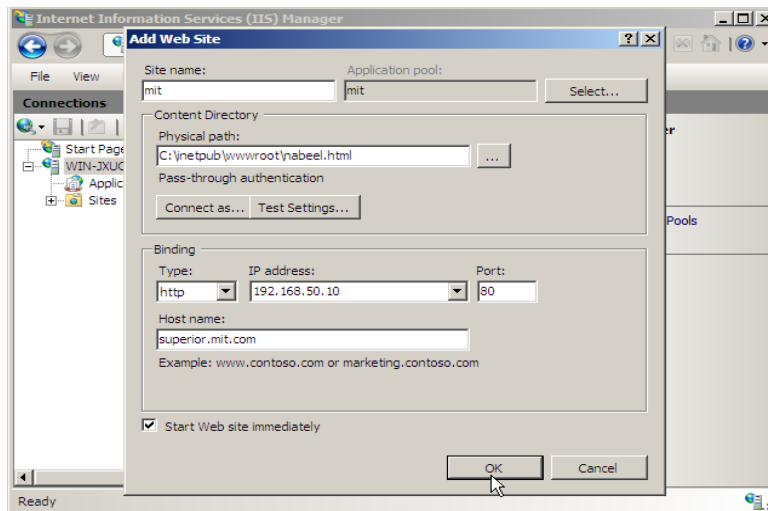 Internet Information Services (IIS) Manager
Add Web Site
File View
Connections
Start Page
WIN-JXUC
Applic
Sites
Site name:
Application pool:
mit
mit
Select...
Content Directory
Physical path:
C:\inetpub\wwwroot\nabeel.html
...
Pass-through authentication
Connect as...
Test Settings...
Binding
Type:
IP address:
Port:
http
192.168.50.10
80
Host name:
superior.mit.com
Example: www.contoso.com or marketing.contoso.com
Start Web site immediately
OK
Cancel
er
Pools
Ready